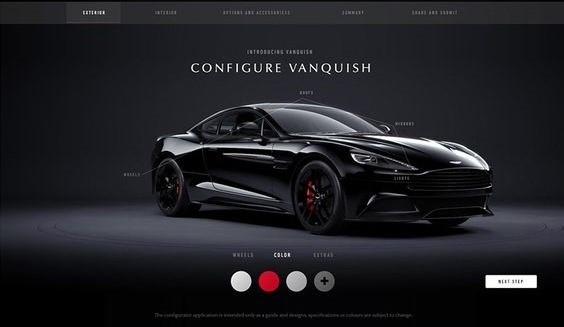 EXTERIOR
INTERIOR
OPTIONS AND ACCESSORIES
SUMMARY
SHARE AND SUBMIT
INTRODUCING VANQUISH
CONFIGURE VANQUISH
ROOFS
MIRRORS
WHEELS
LIGHTS
WHEELS COLOR EXTRAS
+
NEXT STEP
The configurator application is intended only as a guide and designs, specifications or colours are subject to change.